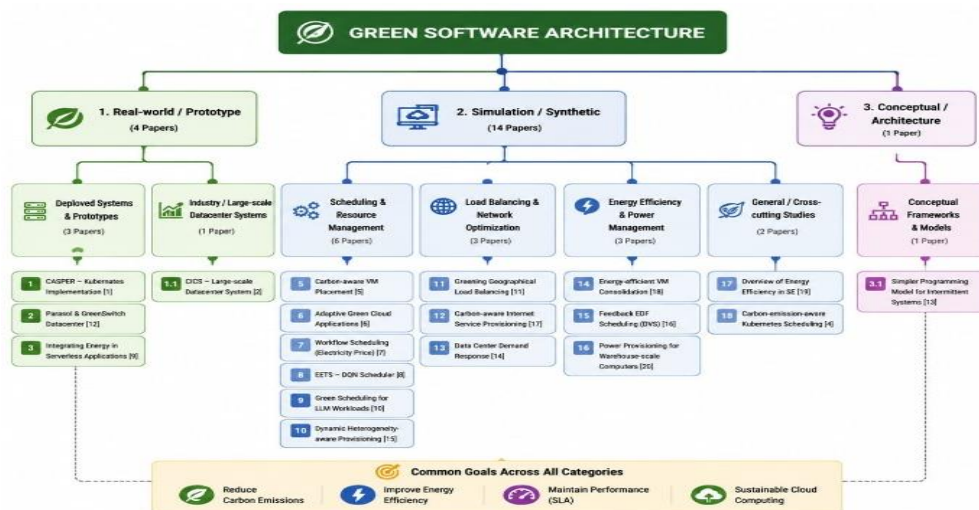 GREEN SOFTWARE ARCHITECTURE
1. Real-world / Prototype
(4 Papers)
2. Simulation / Synthetic
(14 Papers)
3. Conceptual /
Architecture
(1 Paper)
Deployed Systems
& Prototypes
(3 Papers)
Industry / Large-scale
Datacenter Systems
(1 Paper)
Scheduling &
Resource
Management
(6 Papers)
Load Balancing &
Network
Optimization
(3 Papers)
Energy Efficiency
& Power
Management
(3 Papers)
General / Cross-
cutting Studies
(2 Papers)
Conceptual
Frameworks
& Models
(1 Paper)
1 CASPER – Kubernetes
Implementation [1]
2 Parasol & GreenSwitch
Datacenter [12]
3 Integrating Energy in
Serverless Applications [9]
1.1 CICS – Large-scale
Datacenter System [2]
5 Carbon-aware VM
Placement [5]
6 Adaptive Green Cloud
Applications [6]
7 Workflow Scheduling
(Electricity Price) [7]
8 EETS – DQN Scheduler [8]
9 Green Scheduling for
LLM Workloads [10]
10 Dynamic Heterogeneity-
aware Provisioning [15]
11 Greening Geographical
Load Balancing [11]
12 Carbon-aware Internet
Service Provisioning [17]
13 Data Center Demand
Response [14]
14 Energy-efficient VM
Consolidation [18]
15 Feedback EDF
Scheduling (DVS) [16]
16 Power Provisioning for
Warehouse-scale
Computers [20]
17 Overview of Energy
Efficiency in SE [19]
18 Carbon-emission-aware
Kubernetes Scheduling [4]
3.1 Simpler Programming
Model for Intermittent
Systems [13]
Common Goals Across All Categories
Reduce
Carbon Emissions
Improve Energy
Efficiency
Maintain Performance
(SLA)
Sustainable Cloud
Computing